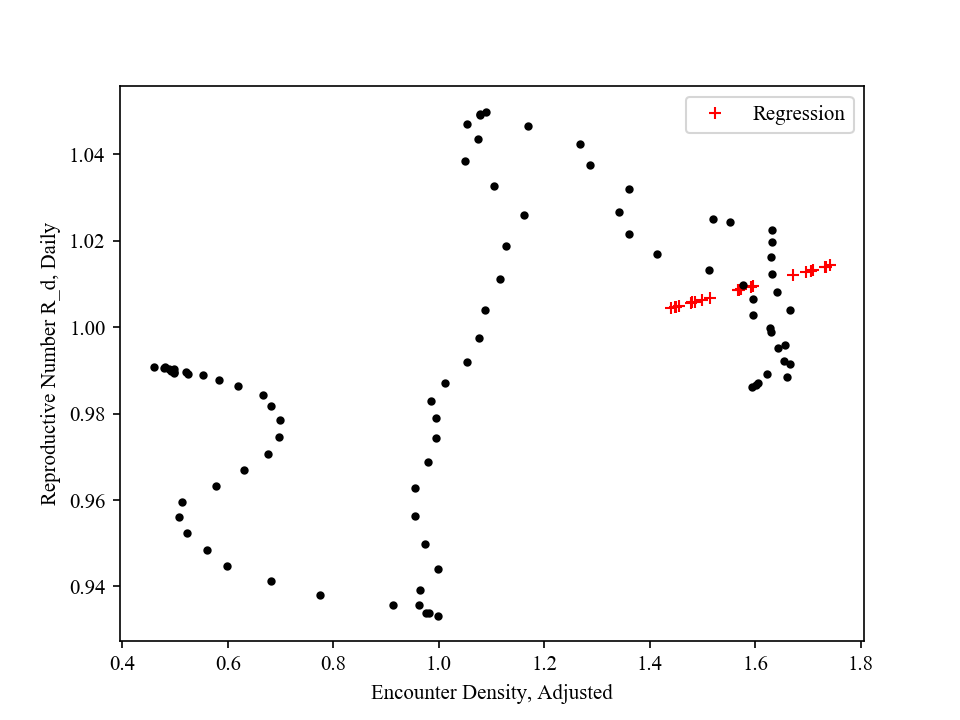 Regression
1.04
1.02
1.00
0.98
0.96
0.94
Reproductive Number R_d, Daily
0.4 0.6 0.8 1.0 1.2 1.4 1.6 1.8
Encounter Density, Adjusted